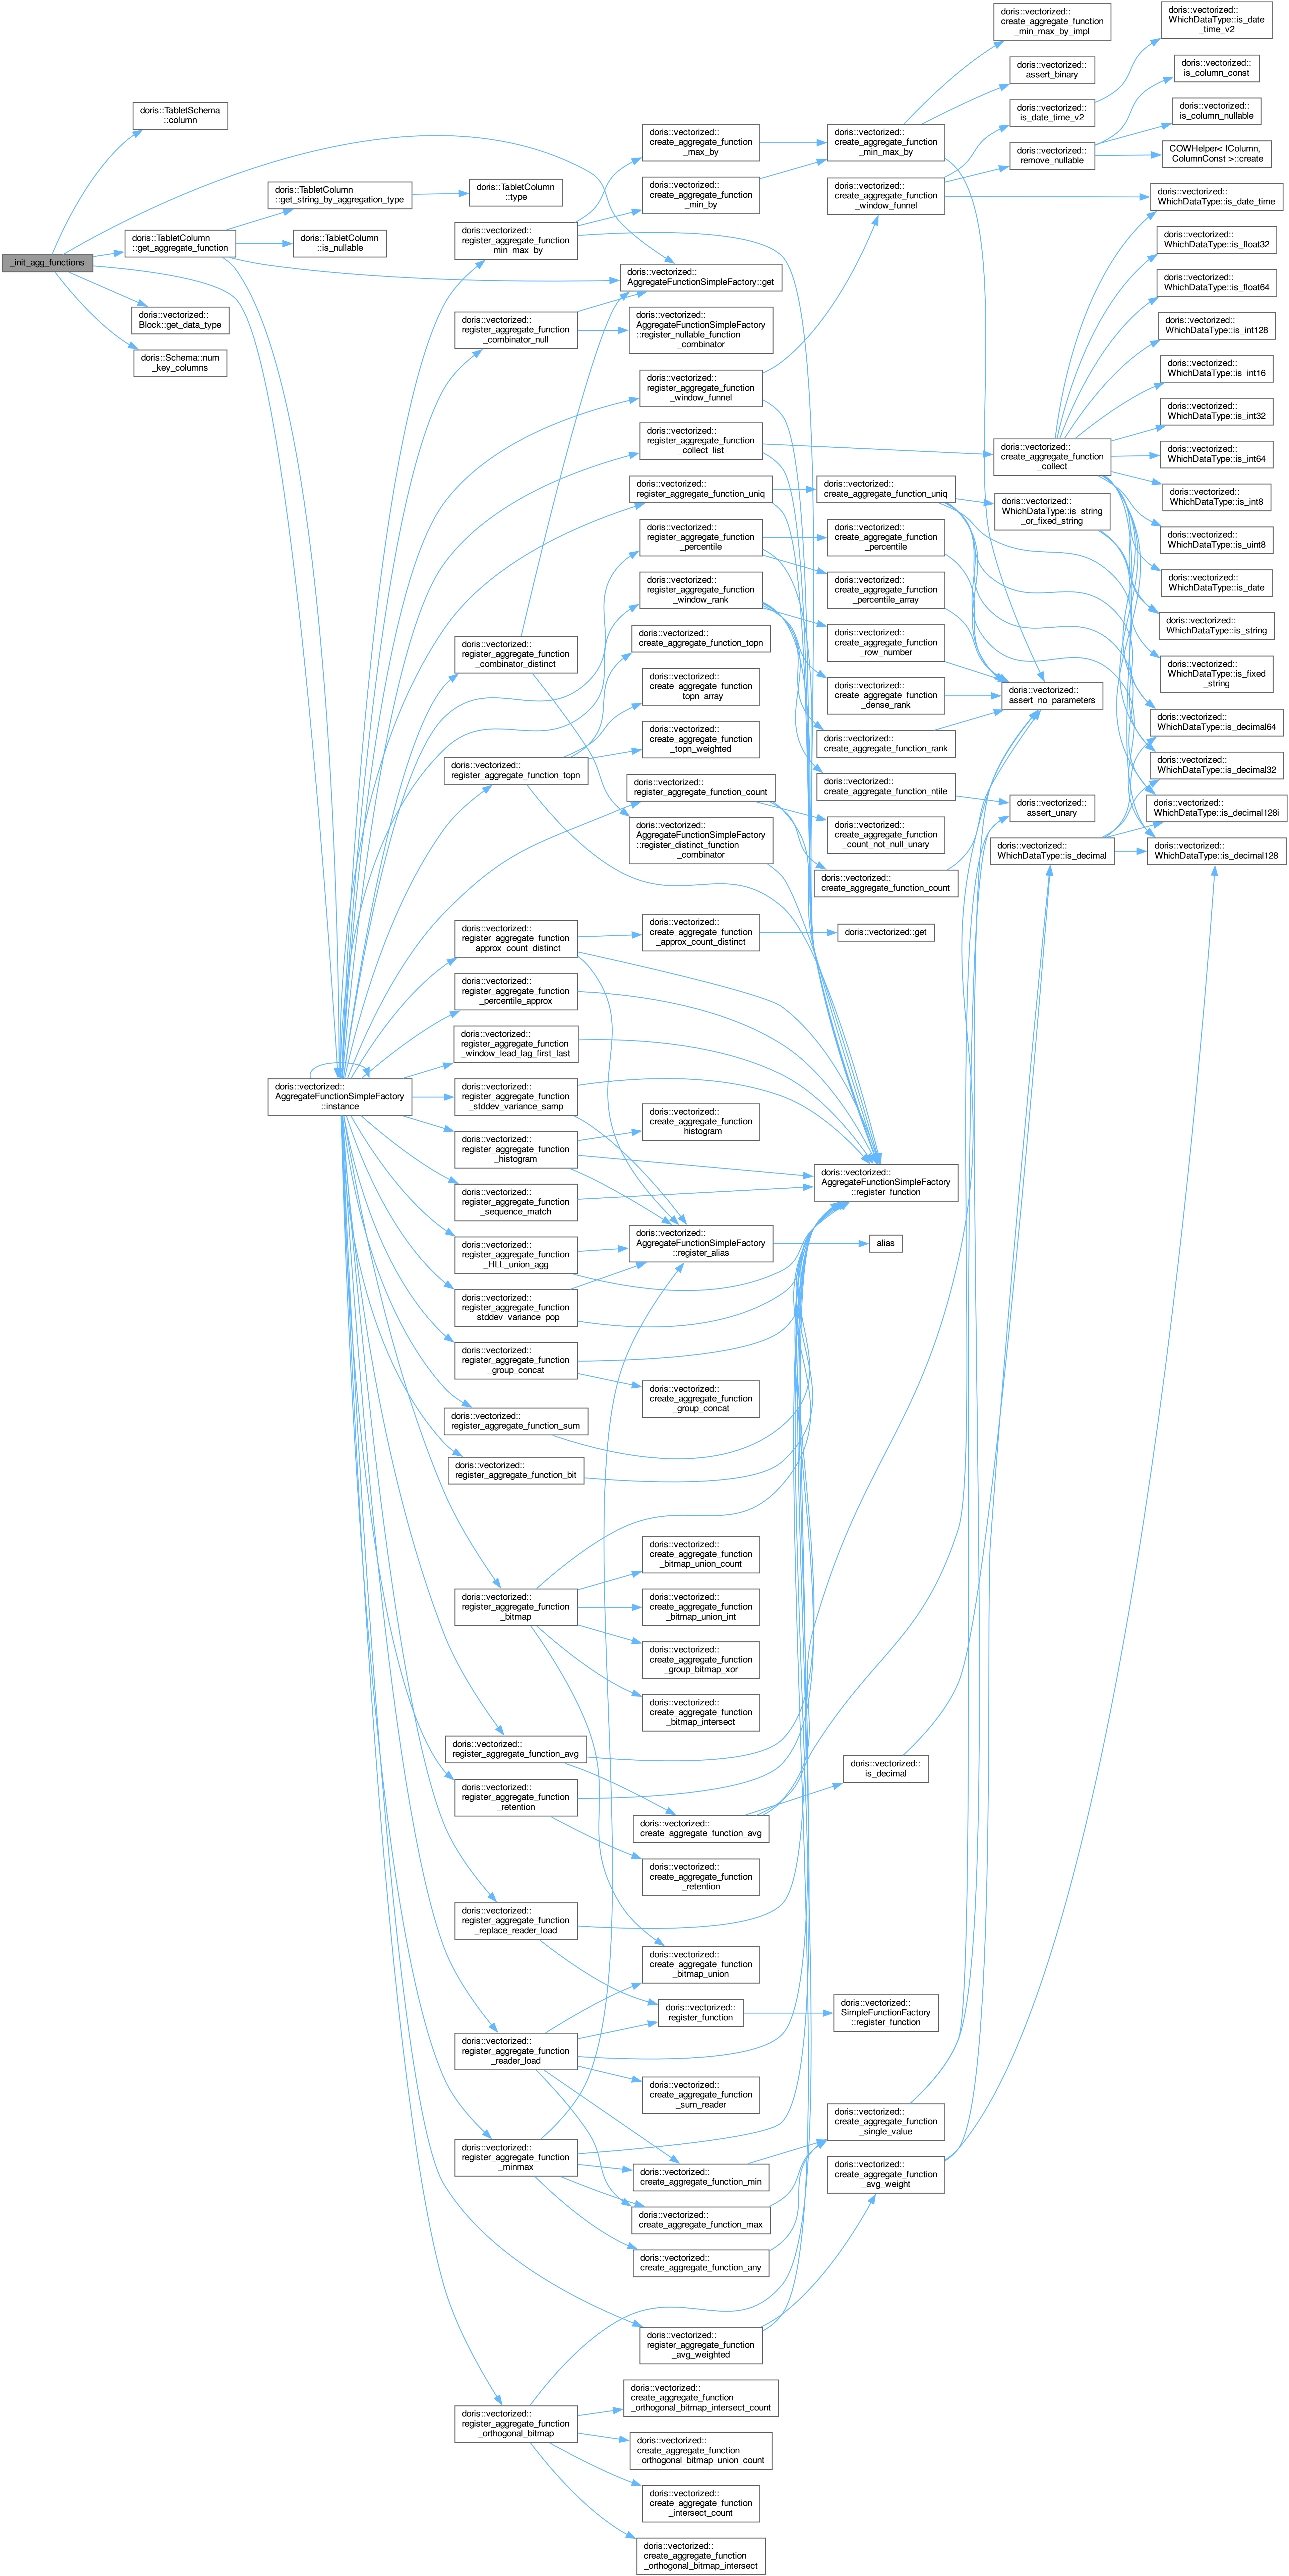 _init_agg_functions
doris::TabletSchema
::column
doris::TabletColumn
::get_aggregate_function
doris::vectorized::
Block::get_data_type
doris::Schema::num
_key_columns
doris::TabletColumn
::get_string_by_aggregation_type
doris::TabletColumn
::is_nullable
doris::vectorized::
AggregateFunctionSimpleFactory
::instance
doris::TabletColumn
::type
doris::vectorized::
register_aggregate_function
_min_max_by
doris::vectorized::
register_aggregate_function
_combinator_null
doris::vectorized::
register_aggregate_function
_combinator_distinct
doris::vectorized::
register_aggregate_function_topn
doris::vectorized::
register_aggregate_function
_approx_count_distinct
doris::vectorized::
register_aggregate_function
_percentile_approx
doris::vectorized::
register_aggregate_function
_window_lead_lag_first_last
doris::vectorized::
register_aggregate_function
_stddev_variance_samp
doris::vectorized::
register_aggregate_function
_histogram
doris::vectorized::
register_aggregate_function
_sequence_match
doris::vectorized::
register_aggregate_function
_HLL_union_agg
doris::vectorized::
register_aggregate_function
_stddev_variance_pop
doris::vectorized::
register_aggregate_function
_group_concat
doris::vectorized::
register_aggregate_function_sum
doris::vectorized::
register_aggregate_function_bit
doris::vectorized::
register_aggregate_function
_bitmap
doris::vectorized::
register_aggregate_function_avg
doris::vectorized::
register_aggregate_function
_retention
doris::vectorized::
register_aggregate_function
_replace_reader_load
doris::vectorized::
register_aggregate_function
_reader_load
doris::vectorized::
register_aggregate_function
_minmax
doris::vectorized::
register_aggregate_function
_orthogonal_bitmap
doris::vectorized::
create_aggregate_function
_max_by
doris::vectorized::
create_aggregate_function
_min_by
doris::vectorized::
AggregateFunctionSimpleFactory::get
doris::vectorized::
AggregateFunctionSimpleFactory
::register_nullable_function
_combinator
doris::vectorized::
register_aggregate_function
_window_funnel
doris::vectorized::
register_aggregate_function
_collect_list
doris::vectorized::
register_aggregate_function_uniq
doris::vectorized::
register_aggregate_function
_percentile
doris::vectorized::
register_aggregate_function
_window_rank
doris::vectorized::
create_aggregate_function_topn
doris::vectorized::
create_aggregate_function
_topn_array
doris::vectorized::
create_aggregate_function
_topn_weighted
doris::vectorized::
register_aggregate_function_count
doris::vectorized::
AggregateFunctionSimpleFactory
::register_distinct_function
_combinator
doris::vectorized::
create_aggregate_function
_approx_count_distinct
doris::vectorized::
create_aggregate_function
_histogram
doris::vectorized::
AggregateFunctionSimpleFactory
::register_alias
doris::vectorized::
create_aggregate_function
_group_concat
doris::vectorized::
create_aggregate_function
_bitmap_union_count
doris::vectorized::
create_aggregate_function
_bitmap_union_int
doris::vectorized::
create_aggregate_function
_group_bitmap_xor
doris::vectorized::
create_aggregate_function
_bitmap_intersect
doris::vectorized::
create_aggregate_function_avg
doris::vectorized::
create_aggregate_function
_retention
doris::vectorized::
create_aggregate_function
_bitmap_union
doris::vectorized::
register_function
doris::vectorized::
create_aggregate_function
_sum_reader
doris::vectorized::
create_aggregate_function_min
doris::vectorized::
create_aggregate_function_max
doris::vectorized::
create_aggregate_function_any
doris::vectorized::
register_aggregate_function
_avg_weighted
doris::vectorized::
create_aggregate_function
_orthogonal_bitmap_intersect_count
doris::vectorized::
create_aggregate_function
_orthogonal_bitmap_union_count
doris::vectorized::
create_aggregate_function
_intersect_count
doris::vectorized::
create_aggregate_function
_orthogonal_bitmap_intersect
doris::vectorized::
create_aggregate_function
_min_max_by
doris::vectorized::
create_aggregate_function
_window_funnel
doris::vectorized::
create_aggregate_function_uniq
doris::vectorized::
create_aggregate_function
_percentile
doris::vectorized::
create_aggregate_function
_percentile_array
doris::vectorized::
create_aggregate_function
_row_number
doris::vectorized::
create_aggregate_function
_dense_rank
doris::vectorized::
create_aggregate_function_rank
doris::vectorized::
create_aggregate_function_ntile
doris::vectorized::
create_aggregate_function
_count_not_null_unary
doris::vectorized::
create_aggregate_function_count
doris::vectorized::get
doris::vectorized::
AggregateFunctionSimpleFactory
::register_function
alias
doris::vectorized::
is_decimal
doris::vectorized::
SimpleFunctionFactory
::register_function
doris::vectorized::
create_aggregate_function
_single_value
doris::vectorized::
create_aggregate_function
_avg_weight
doris::vectorized::
create_aggregate_function
_min_max_by_impl
doris::vectorized::
assert_binary
doris::vectorized::
is_date_time_v2
doris::vectorized::
remove_nullable
doris::vectorized::
create_aggregate_function
_collect
doris::vectorized::
WhichDataType::is_string
_or_fixed_string
doris::vectorized::
assert_no_parameters
doris::vectorized::
assert_unary
doris::vectorized::
WhichDataType::is_decimal
doris::vectorized::
WhichDataType::is_date
_time_v2
doris::vectorized::
is_column_const
doris::vectorized::
is_column_nullable
COWHelper< IColumn,
ColumnConst >::create
doris::vectorized::
WhichDataType::is_date_time
doris::vectorized::
WhichDataType::is_float32
doris::vectorized::
WhichDataType::is_float64
doris::vectorized::
WhichDataType::is_int128
doris::vectorized::
WhichDataType::is_int16
doris::vectorized::
WhichDataType::is_int32
doris::vectorized::
WhichDataType::is_int64
doris::vectorized::
WhichDataType::is_int8
doris::vectorized::
WhichDataType::is_uint8
doris::vectorized::
WhichDataType::is_date
doris::vectorized::
WhichDataType::is_string
doris::vectorized::
WhichDataType::is_fixed
_string
doris::vectorized::
WhichDataType::is_decimal64
doris::vectorized::
WhichDataType::is_decimal32
doris::vectorized::
WhichDataType::is_decimal128i
doris::vectorized::
WhichDataType::is_decimal128